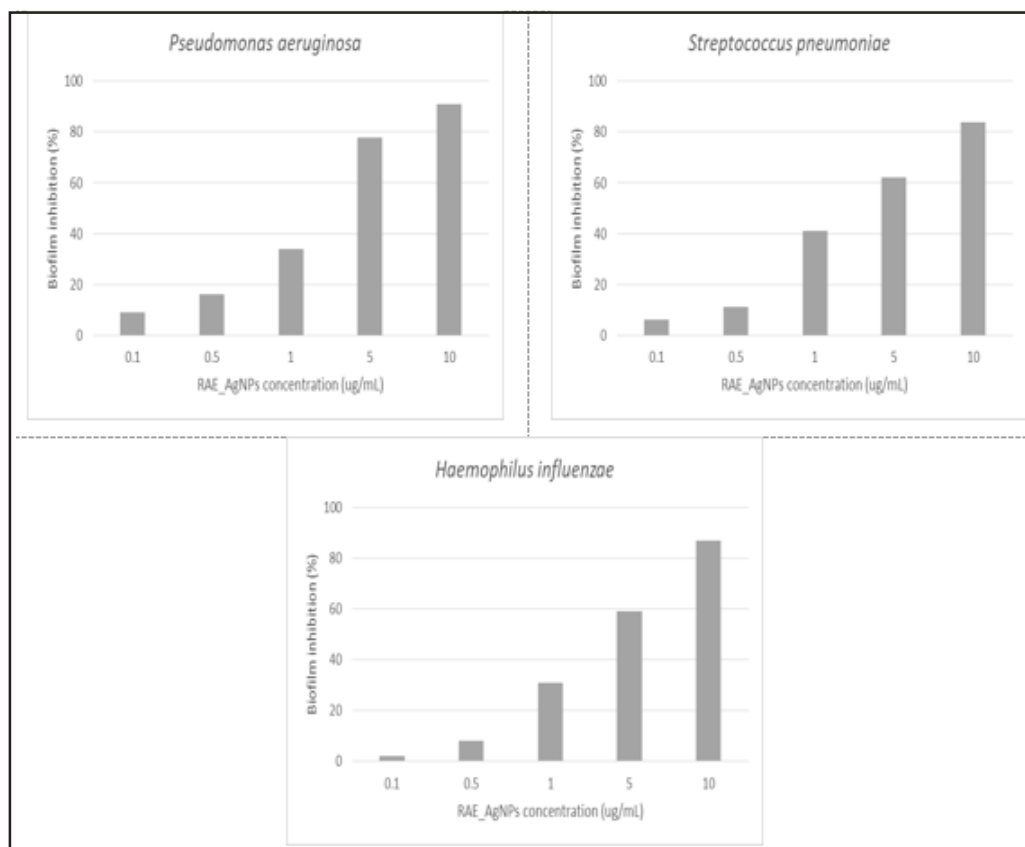 Pseudomonas aeruginosa
100
80
60
40
20
0
Biofilm inhibition (%)
0.1 0.5 1 5 10
RAE_AgNPs concentration (ug/mL)
Streptococcus pneumoniae
100
80
60
40
20
0
Biofilm inhibition (%)
0.1 0.5 1 5 10
RAE_AgNPs concentration (ug/mL)
Haemophilus influenzae
100
80
60
40
20
0
Biofilm inhibition (%)
0.1 0.5 1 5 10
RAE_AgNPs concentration (ug/mL)